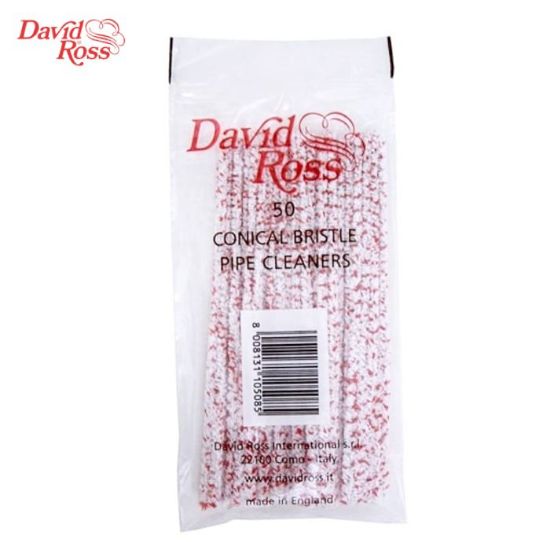 David
Ross
David
Ross
50
CONICAL BRISTLE
PIPE CLEANERS
8 008131 105085
David Ross International s.r.l.
22100 Como - Italy
www.davidross.it
made in England